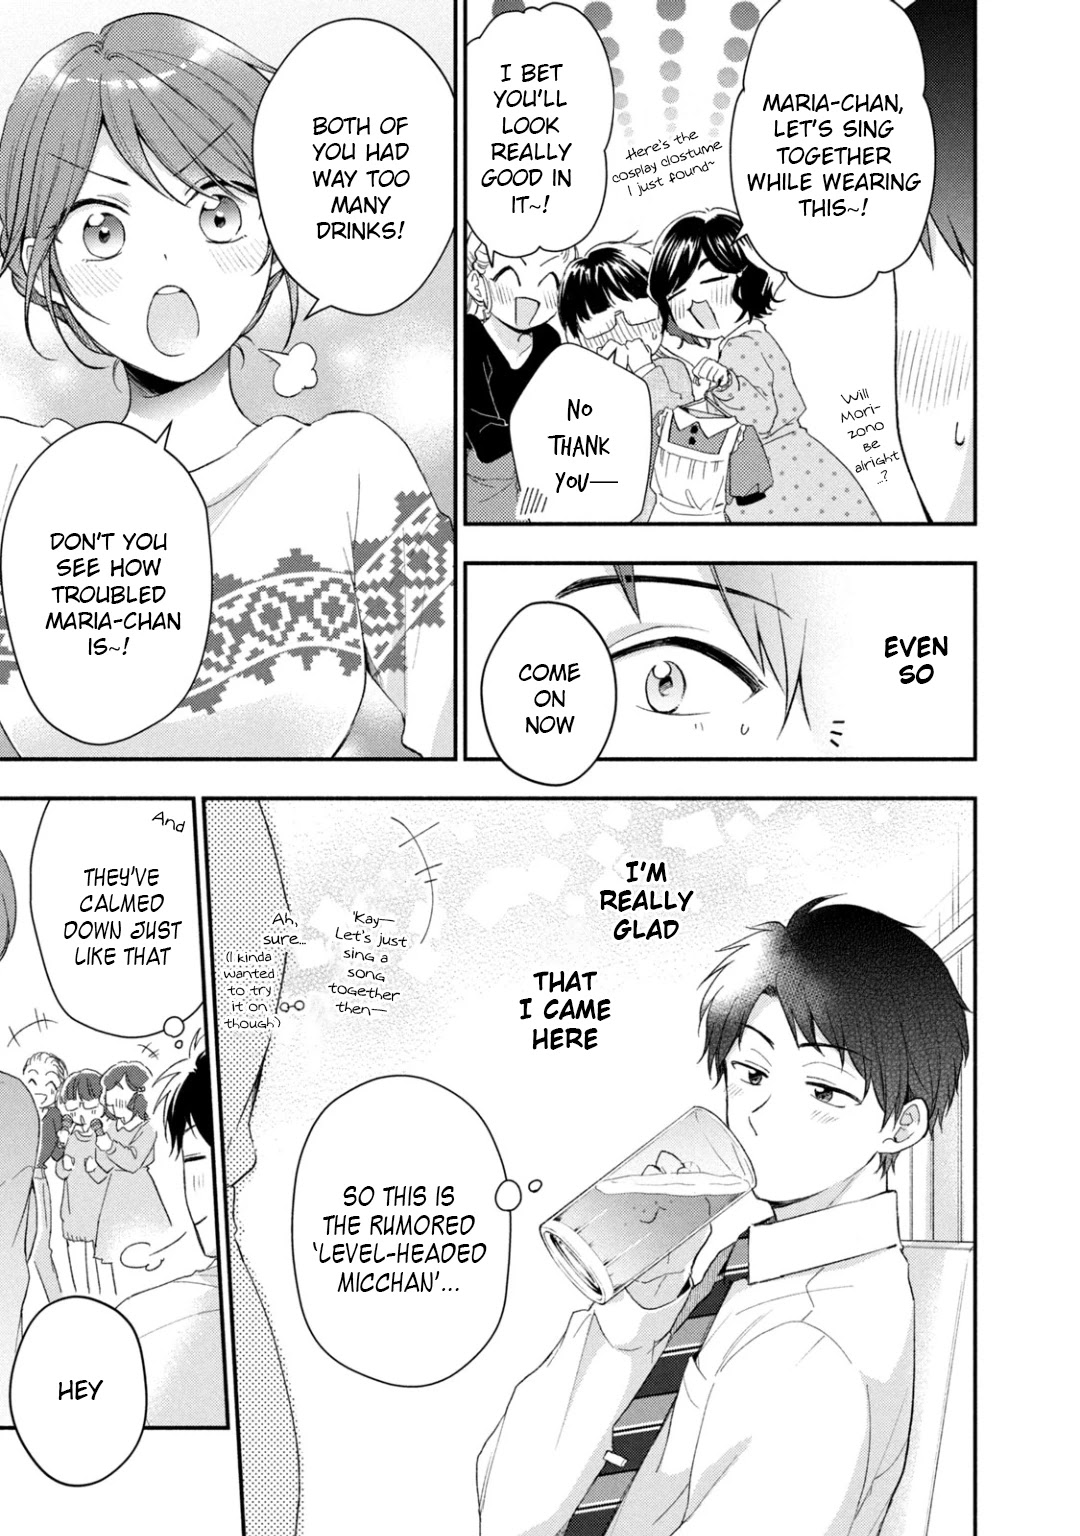 MARIA-CHAN,
LET'S SING
TOGETHER
WHILE WEARING
THIS~!
Here's the
cosplay clostume
I just found~
I BET
YOU'LL
LOOK
REALLY
GOOD IN
IT~!
Will
Mori-
zono
Be
alright
...?
NO
THANK
YOU—
EVEN
SO
COME
ON
NOW
BOTH OF
YOU HAD
WAY TOO
MANY
DRINKS!
DON'T YOU
SEE HOW
TROUBLED
MARIA-CHAN
IS~!
I'M
REALLY
GLAD
THAT
I CAME
HERE
'Kay—
Let's just
sing a
song
together
then—
Ah,
sure...
(I kinda
wanted
to try
it on
though)
SO THIS IS
THE RUMORED
'LEVEL-HEADED
MICCHAN'...
And
THEY'VE
CALMED
DOWN JUST
LIKE THAT
HEY